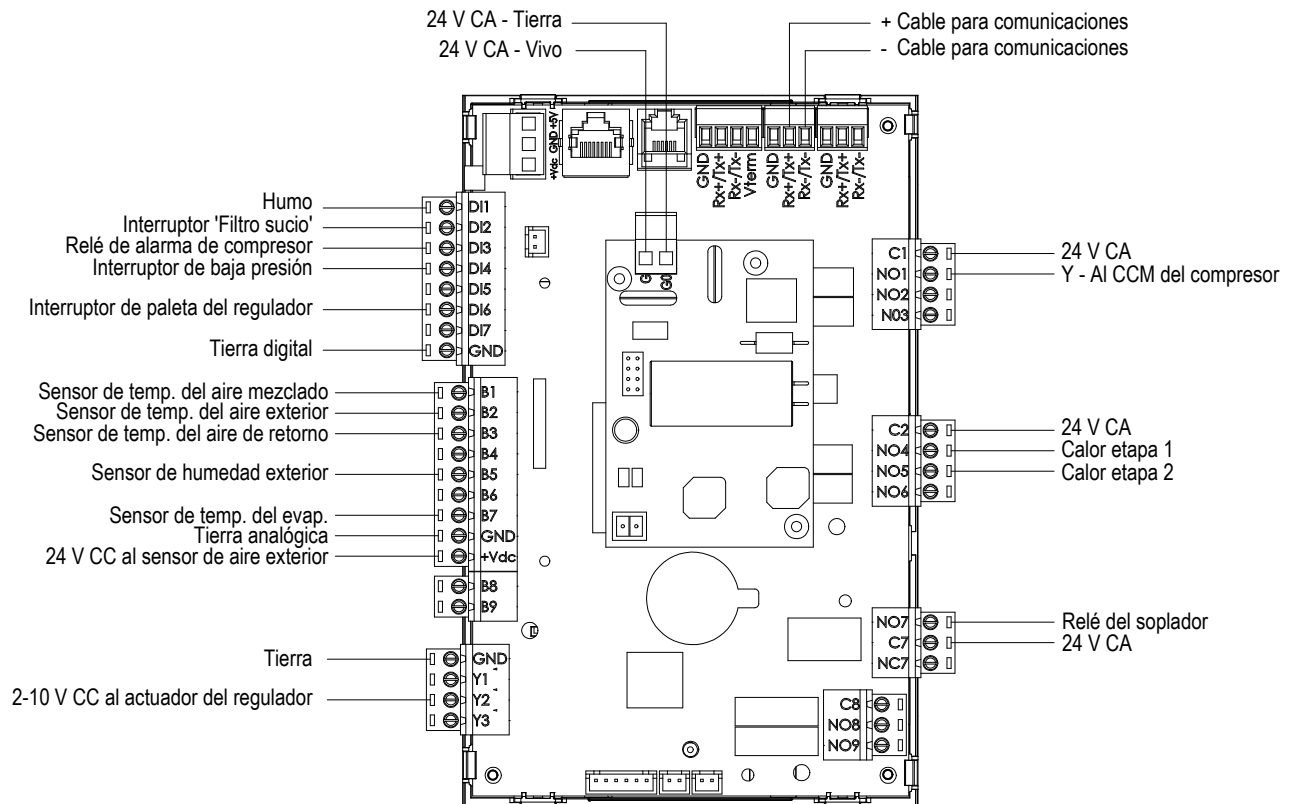 24 V CA - Tierra
24 V CA - Vivo
+ Cable para comunicaciones
- Cable para comunicaciones
+Vdc GND +5V
GND
Rx+/Tx+
Rx-/Tx-
Vterm
GND
Rx+/Tx+
Rx-/Tx-
GND
Rx+/Tx+
Rx-/Tx-
G
G0
Humo DI1
Interruptor 'Filtro sucio' DI2
Relé de alarma de compresor DI3
Interruptor de baja presión DI4
DI5
Interruptor de paleta del regulador DI6
DI7
Tierra digital GND
Sensor de temp. del aire mezclado B1
Sensor de temp. del aire exterior B2
Sensor de temp. del aire de retorno B3
B4
Sensor de humedad exterior B5
B6
Sensor de temp. del evap. B7
Tierra analógica GND
24 V CC al sensor de aire exterior +Vdc
B8
B9
Tierra GND
Y1
2-10 V CC al actuador del regulador Y2
Y3
C1 24 V CA
NO1 Y - Al CCM del compresor
NO2
N03
C2 24 V CA
NO4 Calor etapa 1
NO5 Calor etapa 2
NO6
NO7 Relé del soplador
C7 24 V CA
NC7
C8
NO8
NO9